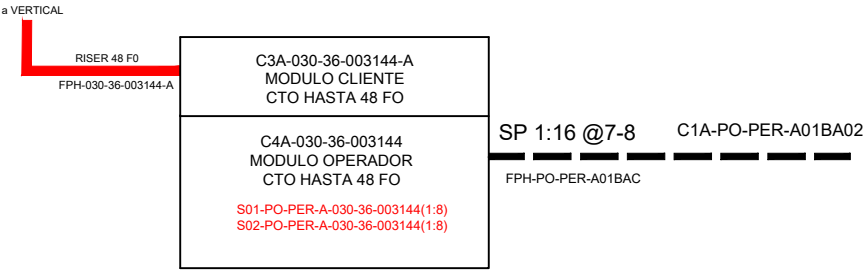 a VERTICAL
RISER 48 F0
FPH-030-36-003144-A
C3A-030-36-003144-A
MODULO CLIENTE
CTO HASTA 48 FO
C4A-030-36-003144
MODULO OPERADOR
CTO HASTA 48 FO
S01-PO-PER-A-030-36-003144(1:8)
S02-PO-PER-A-030-36-003144(1:8)
SP 1:16 @7-8
C1A-PO-PER-A01BA02
FPH-PO-PER-A01BAC